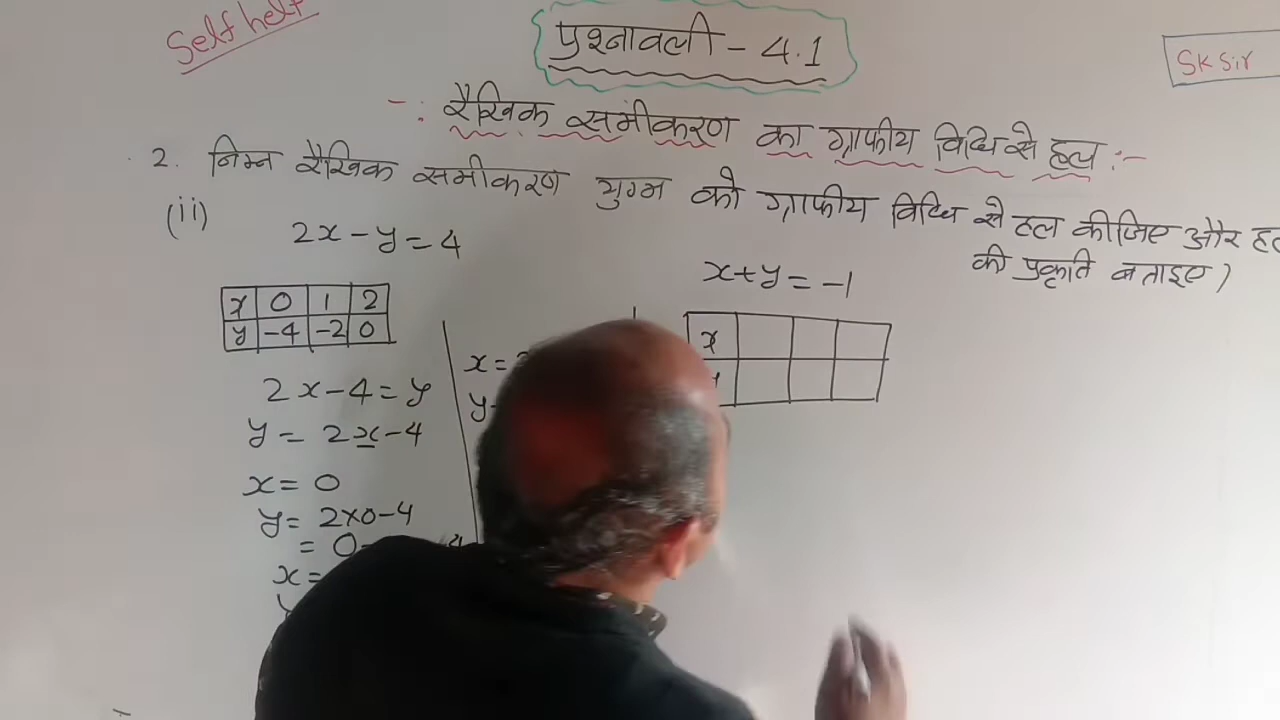 Self help
प्रश्नावली - 4.1
SK Sir
-: रैखिक समीकरण का ग्राफीय विधि से हल :-
2. निम्न रैखिक समीकरण युग्म को ग्राफीय विधि से हल कीजिए और
की प्रकृति बताइए)
(ii)
2x - y = 4
x + y = -1
x 0 1 2
y -4 -2 0
x
2x - 4 = y
y = 2x - 4
x = 0
y = 2x0 - 4
= 0
x =
x =
y